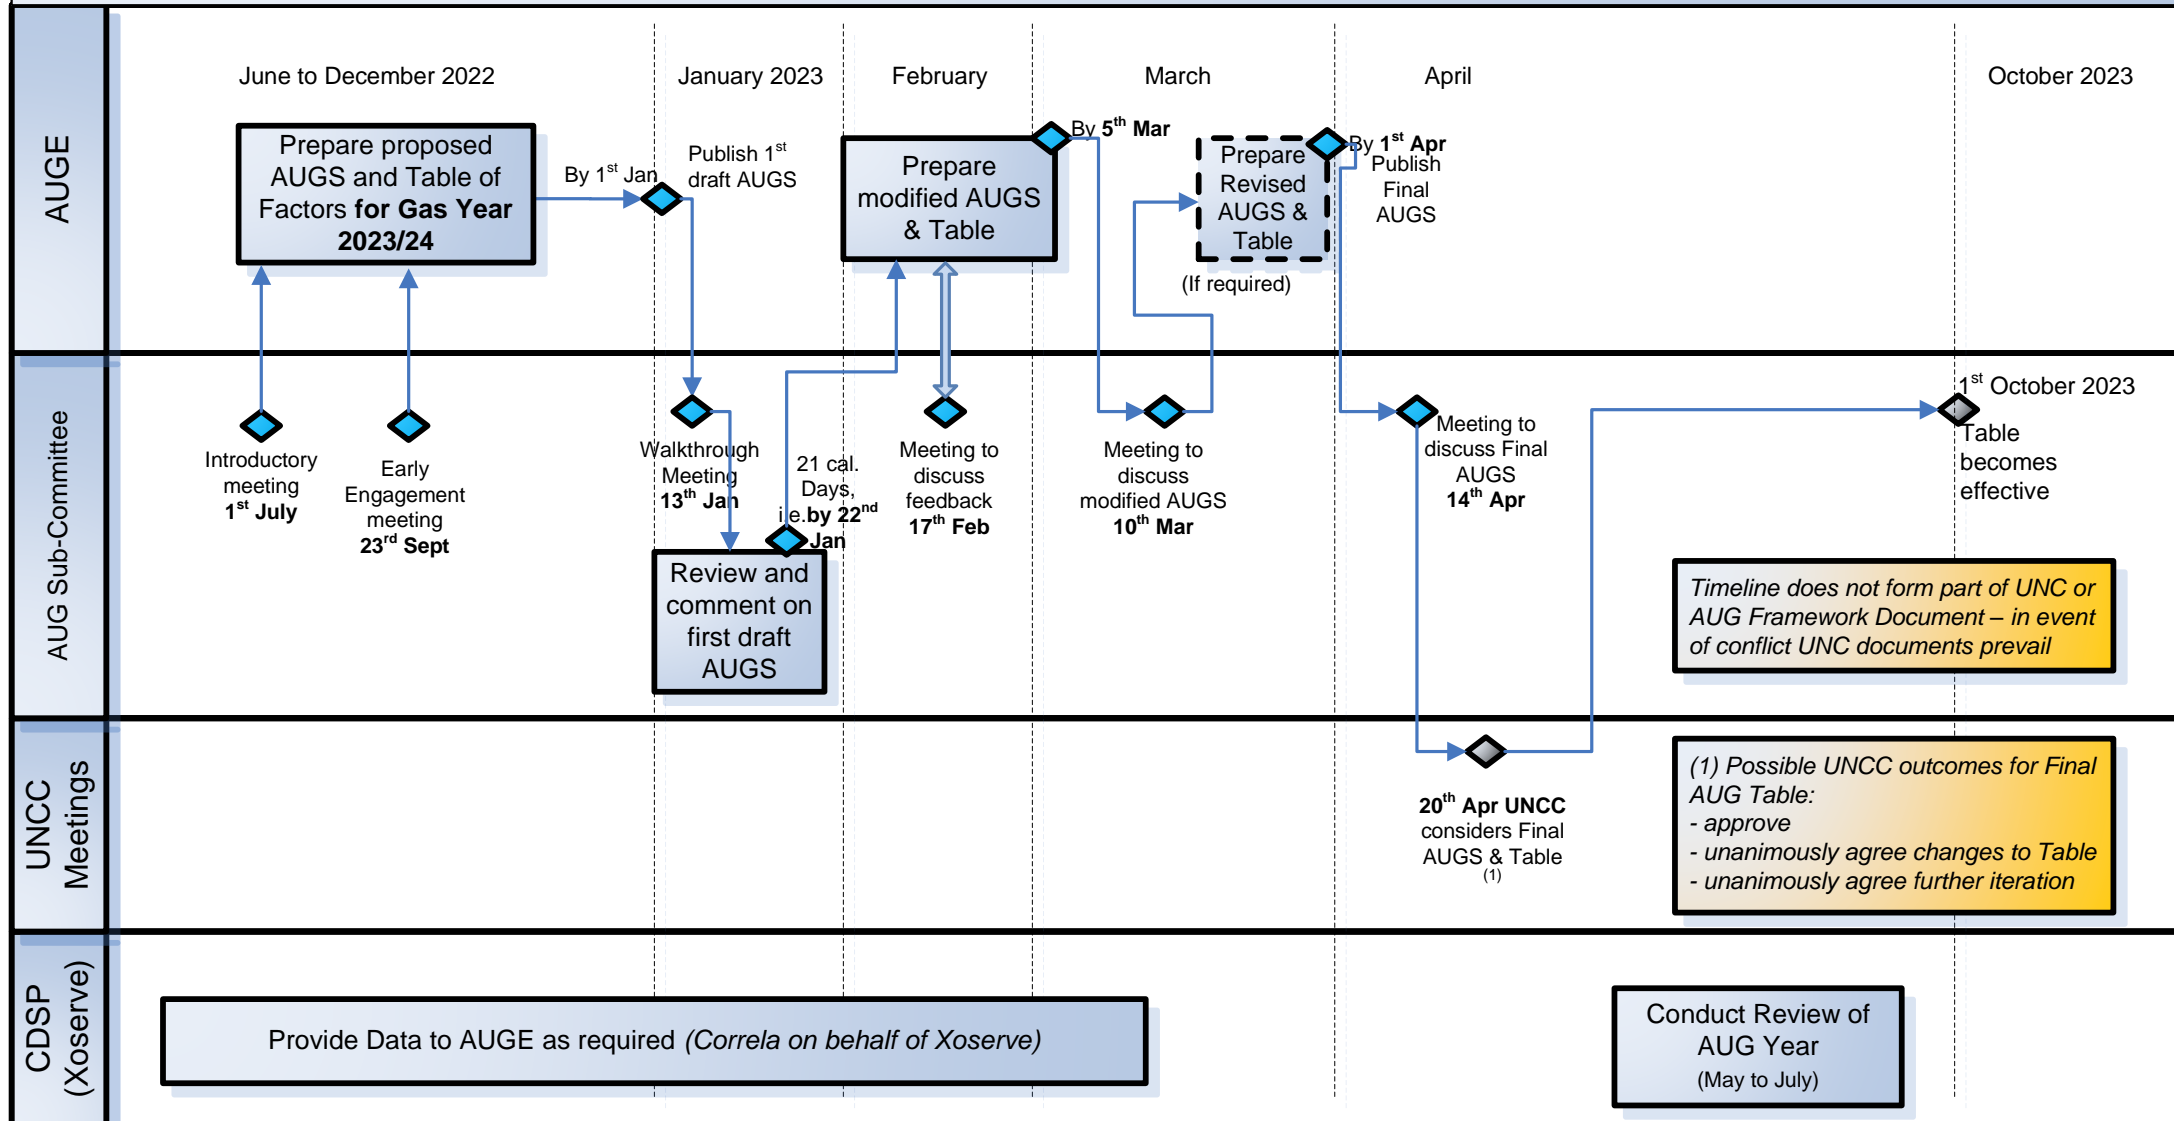 June to December 2022
January 2023
February
March
April
October 2023
AUGE
Prepare proposed
AUGS and Table of
Factors for Gas Year
2023/24
By 1st Jan
Publish 1st
draft AUGS
Prepare
modified AUGS
& Table
By 5th Mar
Prepare
Revised
AUGS &
Table
(If required)
By 1st Apr
Publish
Final
AUGS
AUG Sub-Committee
Introductory
meeting
1st July
Early
Engagement
meeting
23rd Sept
Walkthrough
Meeting
13th Jan
21 cal.
Days,
i.e.by 22nd
Jan
Review and
comment on
first draft
AUGS
Meeting to
discuss
feedback
17th Feb
Meeting to
discuss
modified AUGS
10th Mar
Meeting to
discuss Final
AUGS
14th Apr
1st October 2023
Table
becomes
effective
Timeline does not form part of UNC or
AUG Framework Document – in event
of conflict UNC documents prevail
UNCC
Meetings
20th Apr UNCC
considers Final
AUGS & Table
(1)
(1) Possible UNCC outcomes for Final
AUG Table:
- approve
- unanimously agree changes to Table
- unanimously agree further iteration
CDSP
(Xoserve)
Provide Data to AUGE as required (Correla on behalf of Xoserve)
Conduct Review of
AUG Year
(May to July)